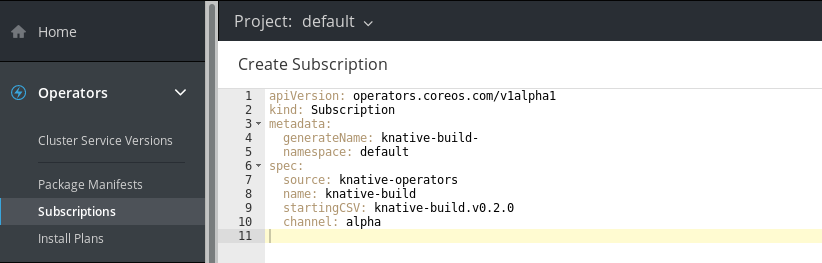 Home
Operators
Cluster Service Versions
Package Manifests
Subscriptions
Install Plans
Project: default
Create Subscription
1 apiVersion: operators.coreos.com/v1alpha1
2 kind: Subscription
3 metadata:
4   generateName: knative-build-
5   namespace: default
6 spec:
7   source: knative-operators
8   name: knative-build
9   startingCSV: knative-build.v0.2.0
10   channel: alpha
11